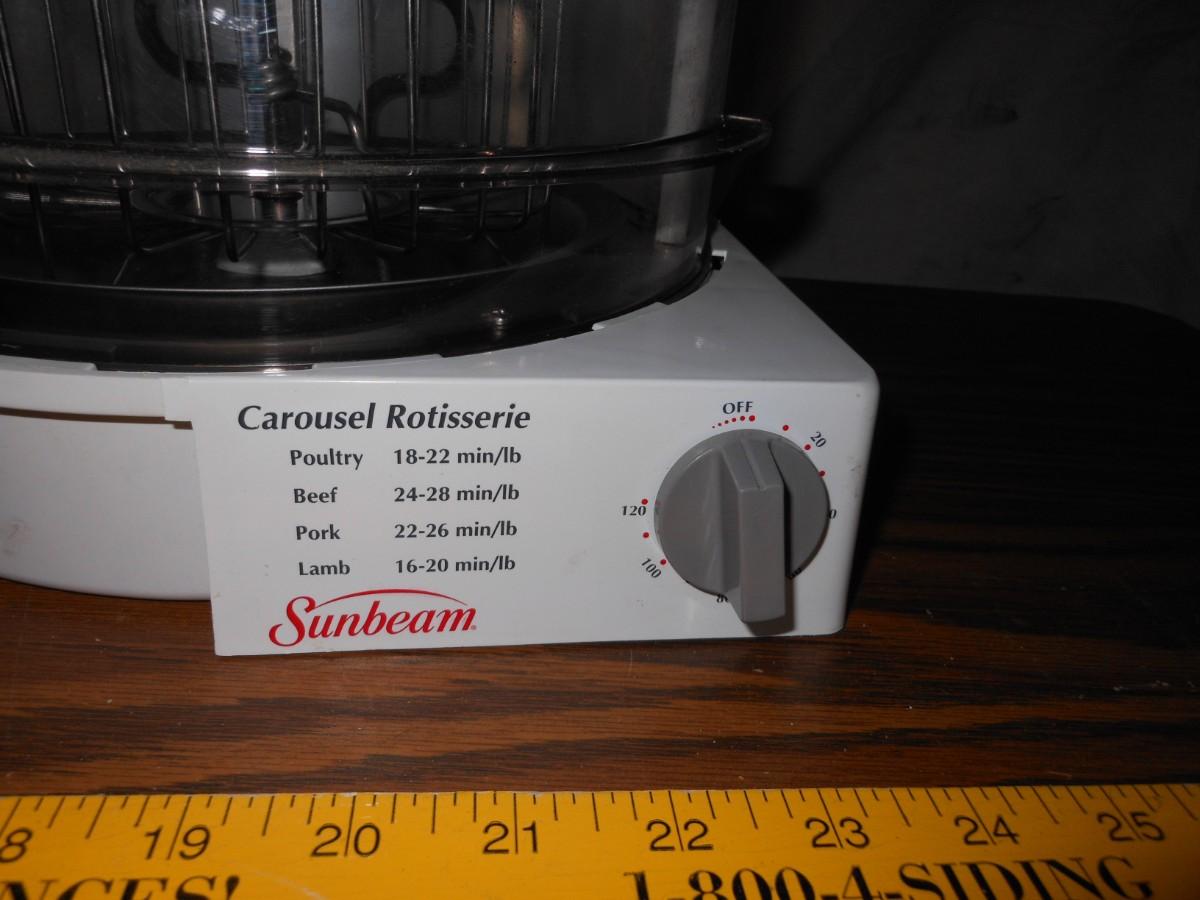 Carousel Rotisserie
Poultry 18-22 min/lb
Beef 24-28 min/lb
Pork 22-26 min/lb
Lamb 16-20 min/lb
Sunbeam
OFF
20
120
100
8 19 20 21 22 23 24 25
NCES! 1-800-4-SIDING